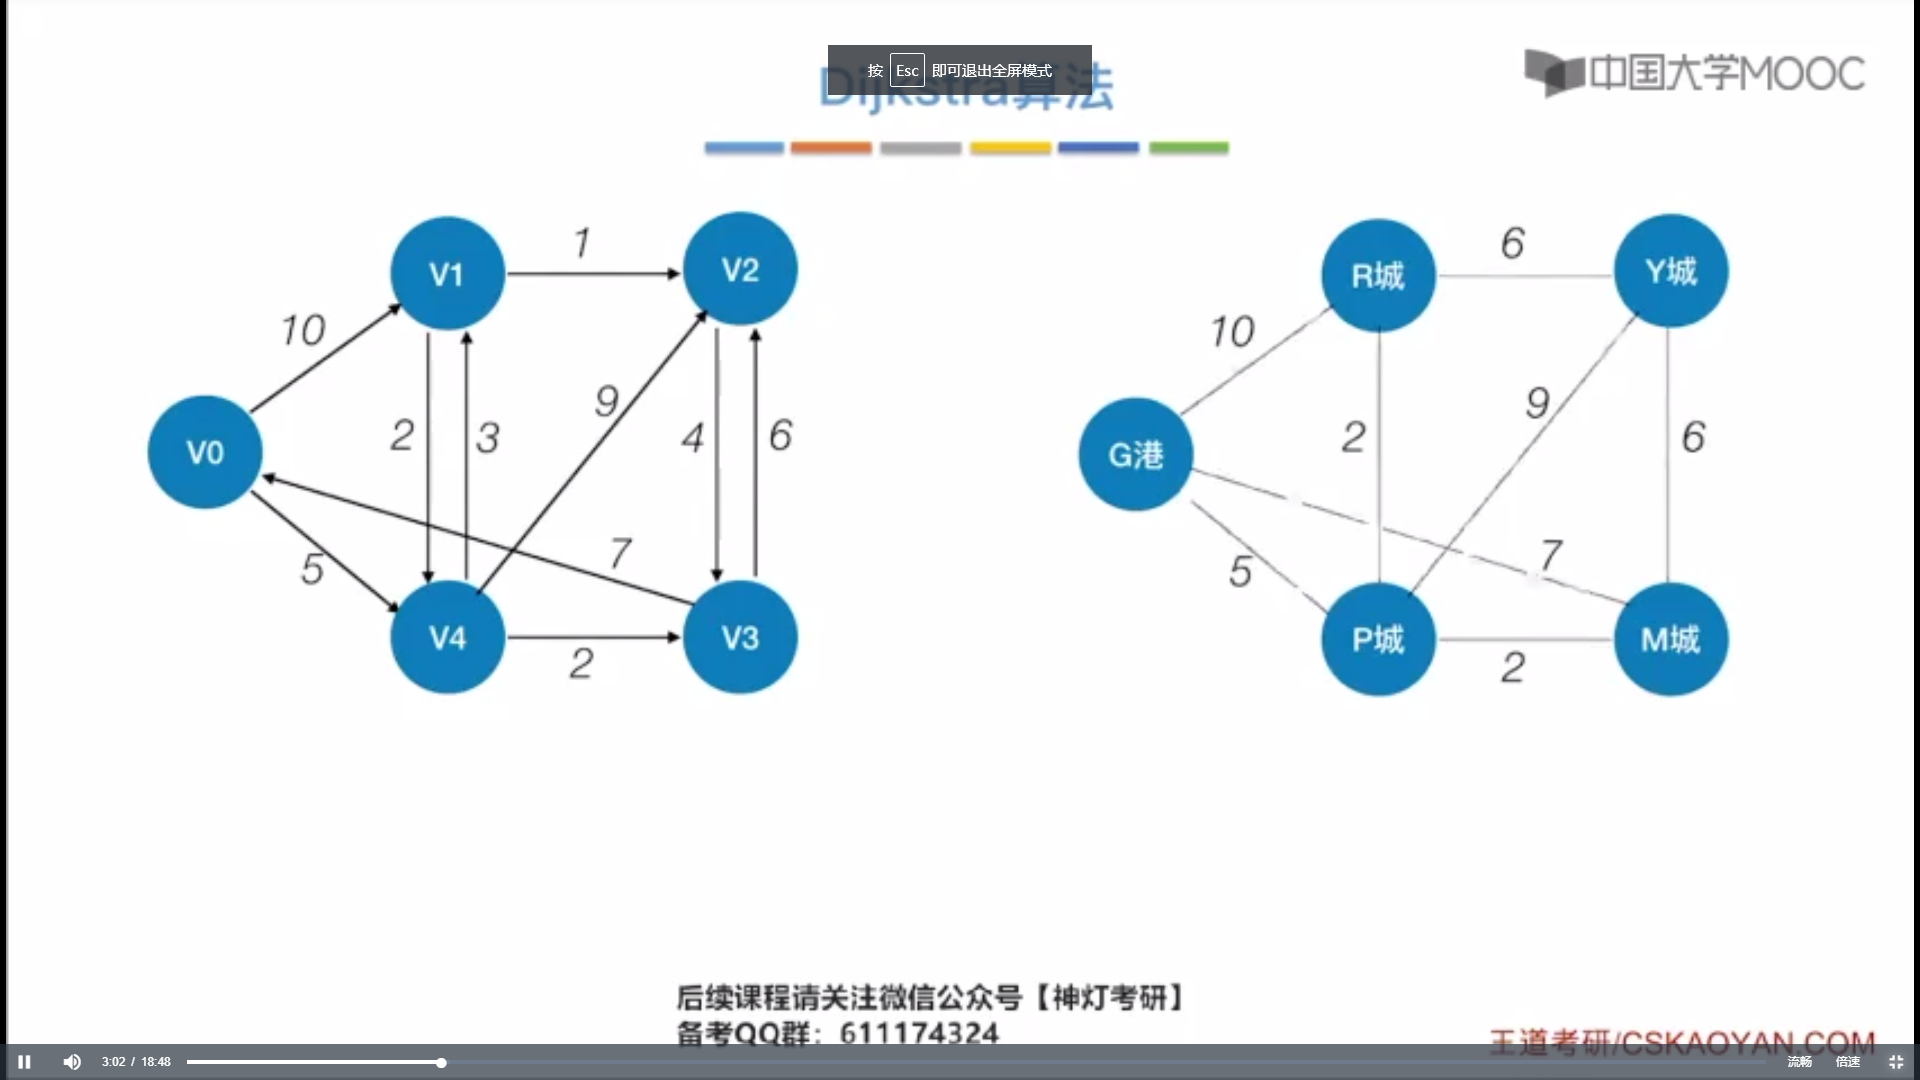 按 Esc 即可退出全屏模式
Dijkstra算法
中国大学MOOC
V1
1
V2
10
2
3
9
4
6
V0
5
7
V4
2
V3
R城
6
Y城
10
2
9
6
G港
5
7
P城
2
M城
后续课程请关注微信公众号【神灯考研】
备考QQ群：611174324
王道考研/CSKAOYAN.COM
3:02 / 18:48
流畅
倍速